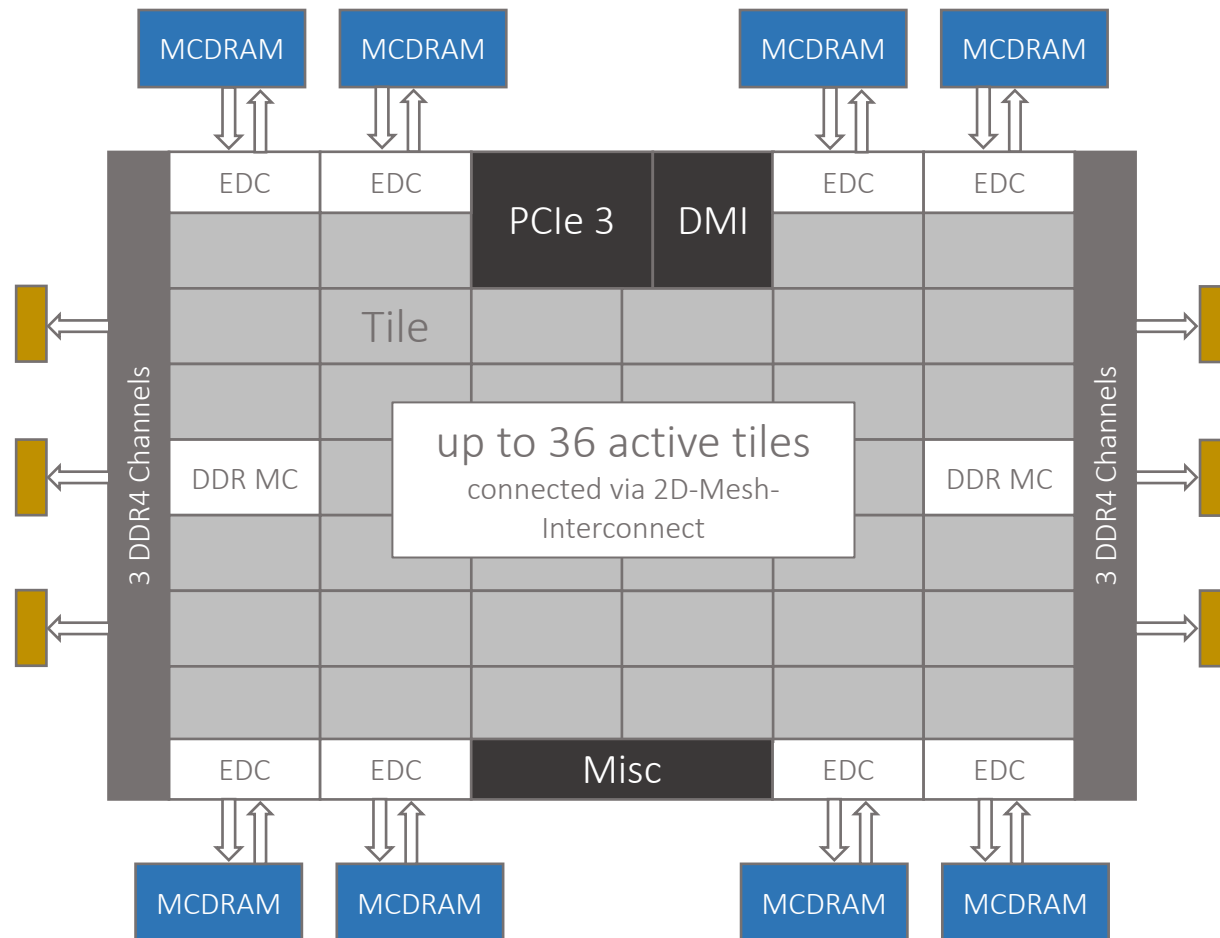 MCDRAM
MCDRAM
MCDRAM
MCDRAM
EDC
EDC
PCIe 3
DMI
EDC
EDC
Tile
3 DDR4 Channels
up to 36 active tiles
connected via 2D-Mesh-
Interconnect
DDR MC
DDR MC
3 DDR4 Channels
EDC
EDC
Misc
EDC
EDC
MCDRAM
MCDRAM
MCDRAM
MCDRAM